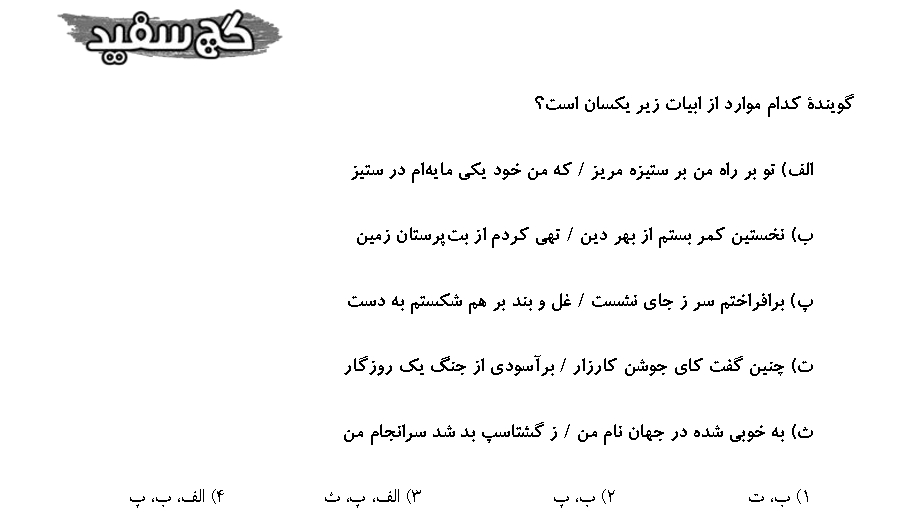 گچ سفید
گویندهٔ کدام موارد از ابیات زیر یکسان است؟
الف) تو بر راه من بر ستیزه مریز / که من خود یکی مایه‌ام در ستیز
ب) نخستین کمر بستم از بهر دین / تهی کردم از بت‌پرستان زمین
پ) برافراختم سر ز جای نشست / غل و بند بر هم شکستم به دست
ت) چنین گفت کای جوشن کارزار / برآسودی از جنگ یک روزگار
ث) به خوبی شده در جهان نام من / ز گشتاسپ بد شد سرانجام من
۱) ب، ت ۲) ب، پ ۳) الف، پ، ث ۴) الف، ب، پ